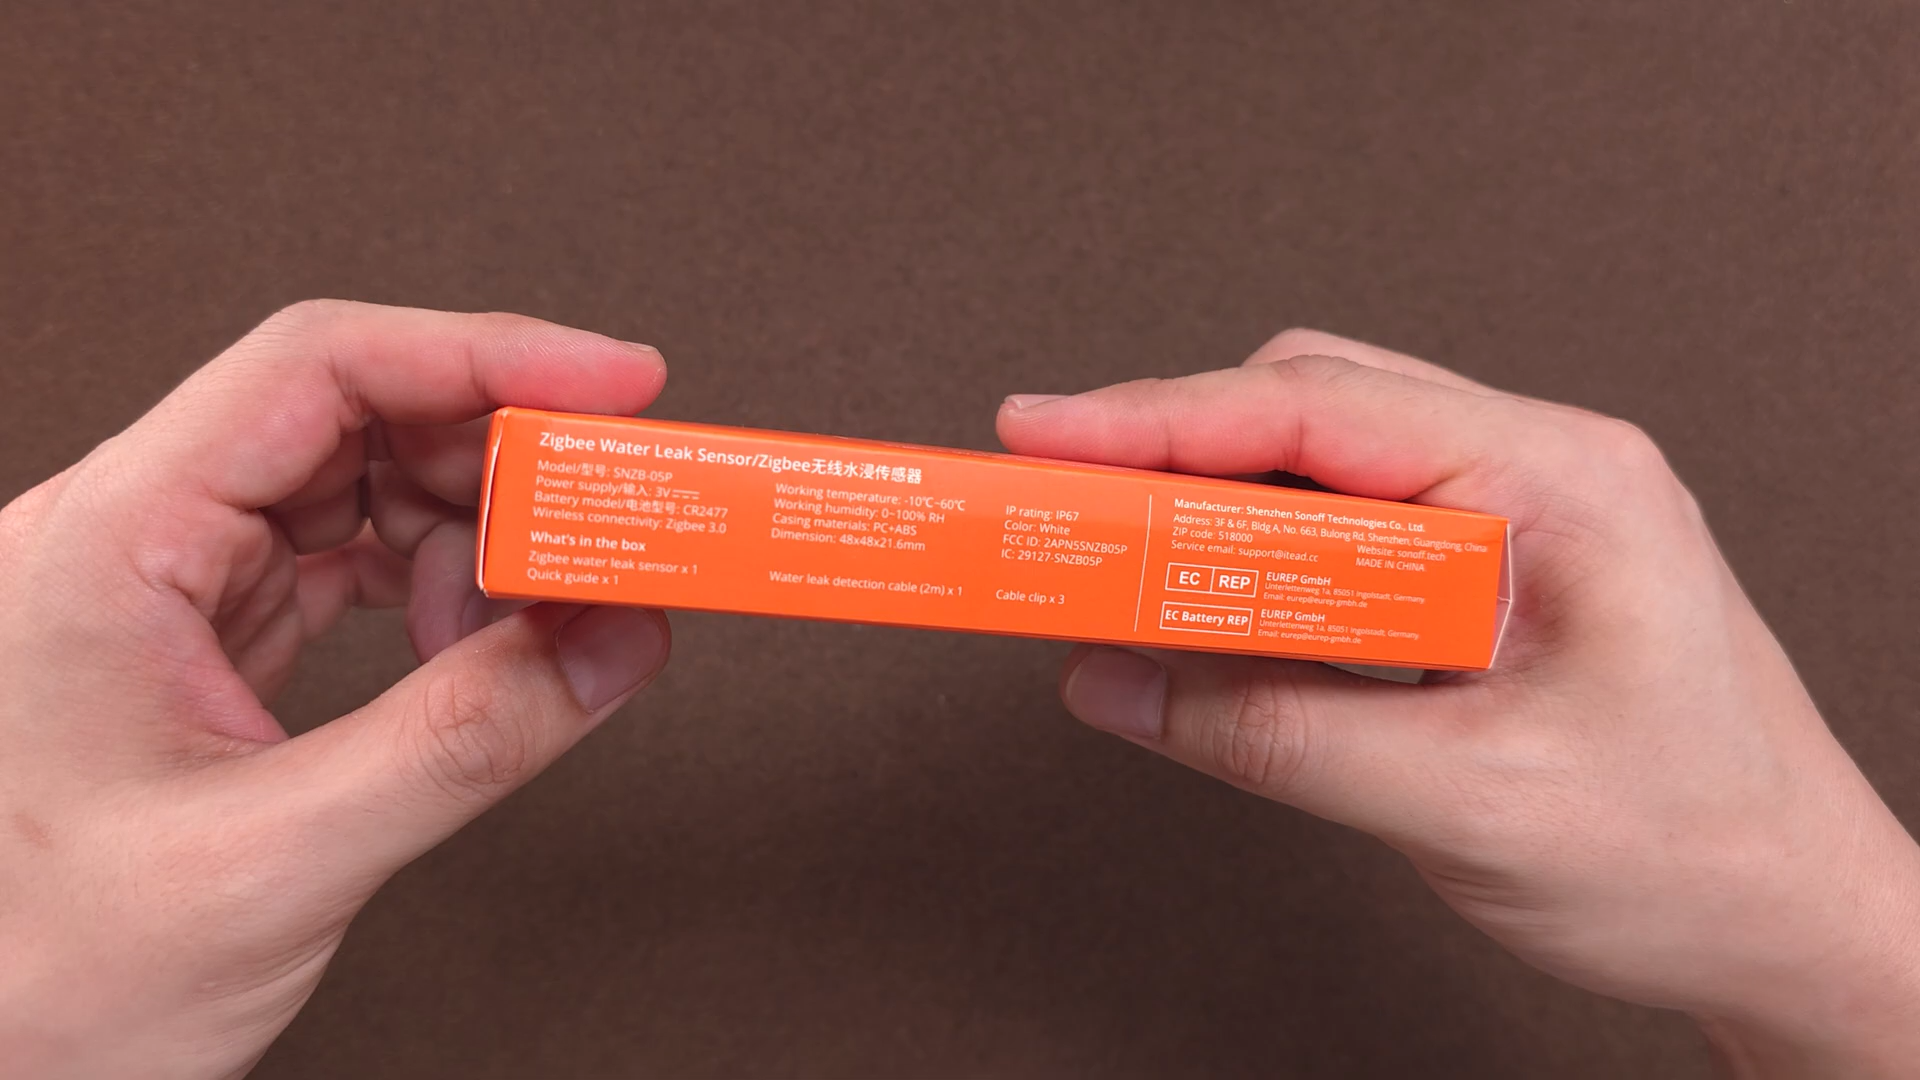 Zigbee Water Leak Sensor/Zigbee无线水浸传感器
Model/型号: SNZB-05P
Power supply/输入: 3V
Battery model/电池型号: CR2477
Wireless connectivity: Zigbee 3.0
Working temperature: -10℃~60℃
Working humidity: 0~100% RH
Casing materials: PC+ABS
Dimension: 48x48x21.6mm
IP rating: IP67
Color: White
FCC ID: 2APN5SNZB05P
IC: 29127-SNZB05P
What's in the box
Zigbee water leak sensor x 1
Quick guide x 1
Water leak detection cable (2m) x 1
Cable clip x 3
Manufacturer: Shenzhen Sonoff Technologies Co., Ltd.
Address: 3F & 6F, Bldg A, No. 663, Bulong Rd, Shenzhen, Guangdong, China
ZIP code: 518000
Service email: support@itead.cc
Website: sonoff.tech
MADE IN CHINA
EC REP
EUREP GmbH
Unterlettenweg 1a, 85051 Ingolstadt, Germany.
Email: eurep@eurep-gmbh.de
EC Battery REP
EUREP GmbH
Unterlettenweg 1a, 85051 Ingolstadt, Germany.
Email: eurep@eurep-gmbh.de